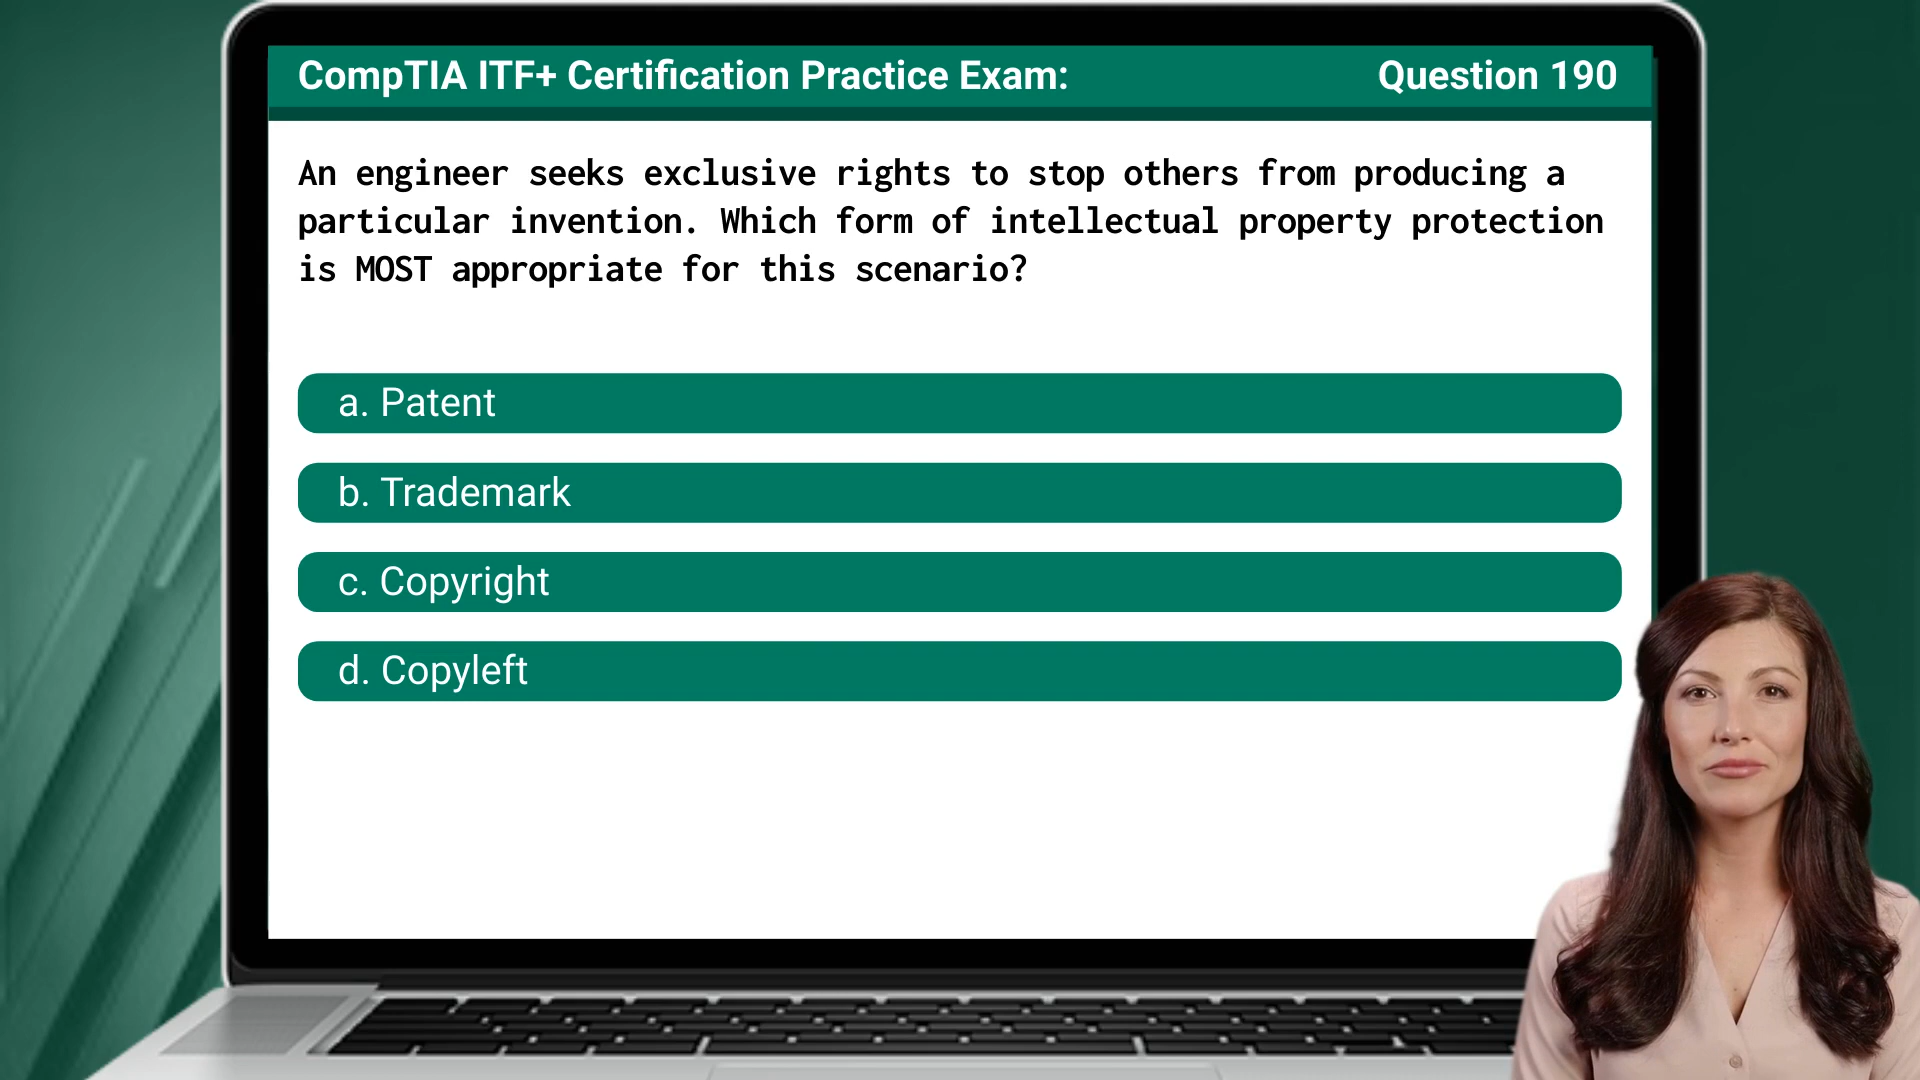 CompTIA ITF+ Certification Practice Exam: Question 190
An engineer seeks exclusive rights to stop others from producing a
particular invention. Which form of intellectual property protection
is MOST appropriate for this scenario?
a. Patent
b. Trademark
c. Copyright
d. Copyleft